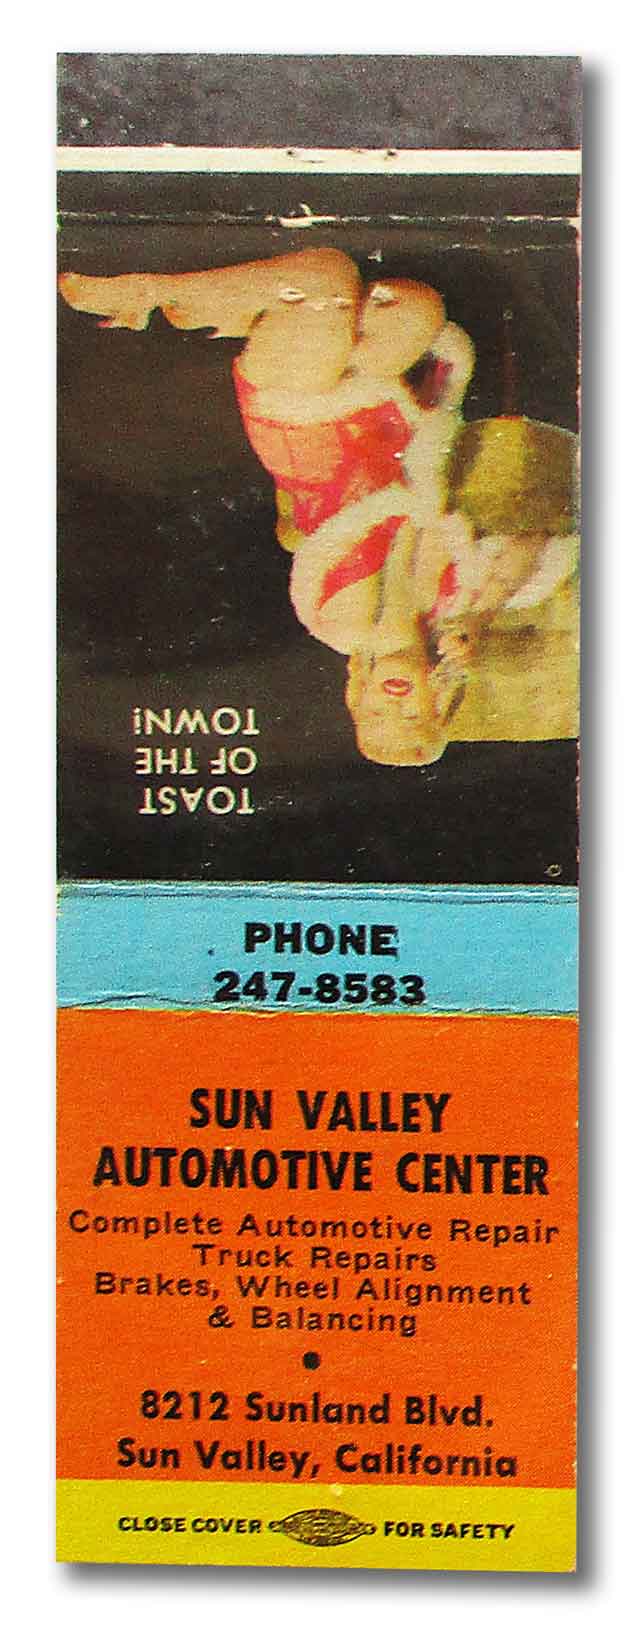 TOAST
OF THE
TOWN!
PHONE
247-8583
SUN VALLEY
AUTOMOTIVE CENTER
Complete Automotive Repair
Truck Repairs
Brakes, Wheel Alignment
& Balancing
8212 Sunland Blvd.
Sun Valley, California
CLOSE COVER FOR SAFETY